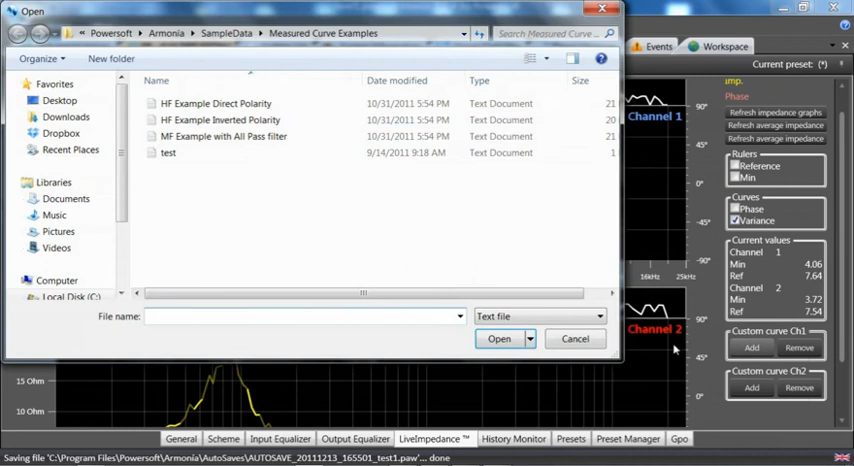 Open
« Powersoft ▸ Armonía ▸ SampleData ▸ Measured Curve Examples
Search Measured Curve ...
Organize
New folder
Events
Workspace
Current preset: (*)
Favorites
Desktop
Downloads
Dropbox
Recent Places
Libraries
Documents
Music
Pictures
Videos
Computer
Local Disk (C:)
Name Date modified Type Size
HF Example Direct Polarity 10/31/2011 5:54 PM Text Document 21
HF Example Inverted Polarity 10/31/2011 5:54 PM Text Document 20
MF Example with All Pass filter 10/31/2011 5:54 PM Text Document 21
test 9/14/2011 9:18 AM Text Document 1
File name:
Text file
Open
Cancel
Channel 1
90°
45°
0°
-45°
-90°
16kHz 25kHz
Channel 2
90°
45°
0°
15 Ohm
10 Ohm
imp.
Phase
Refresh impedance graphs
Refresh average impedance
Refresh average impedance
Rulers
Reference
Min
Curves
Phase
Variance
Current values
Channel 1
Min 4.06
Ref 7.64
Channel 2
Min 3.72
Ref 7.54
Custom curve Ch1
Add Remove
Custom curve Ch2
Add Remove
General Scheme Input Equalizer Output Equalizer LiveImpedance ™ History Monitor Presets Preset Manager Gpo
Saving file 'C:\Program Files\Powersoft\Armonía\AutoSaves\AUTOSAVE_20111213_165501_test1.paw'... done